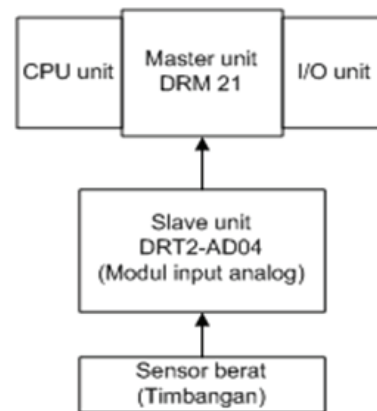 CPU unit
Master unit
DRM 21
I/O unit
Slave unit
DRT2-AD04
(Modul input analog)
Sensor berat
(Timbangan)